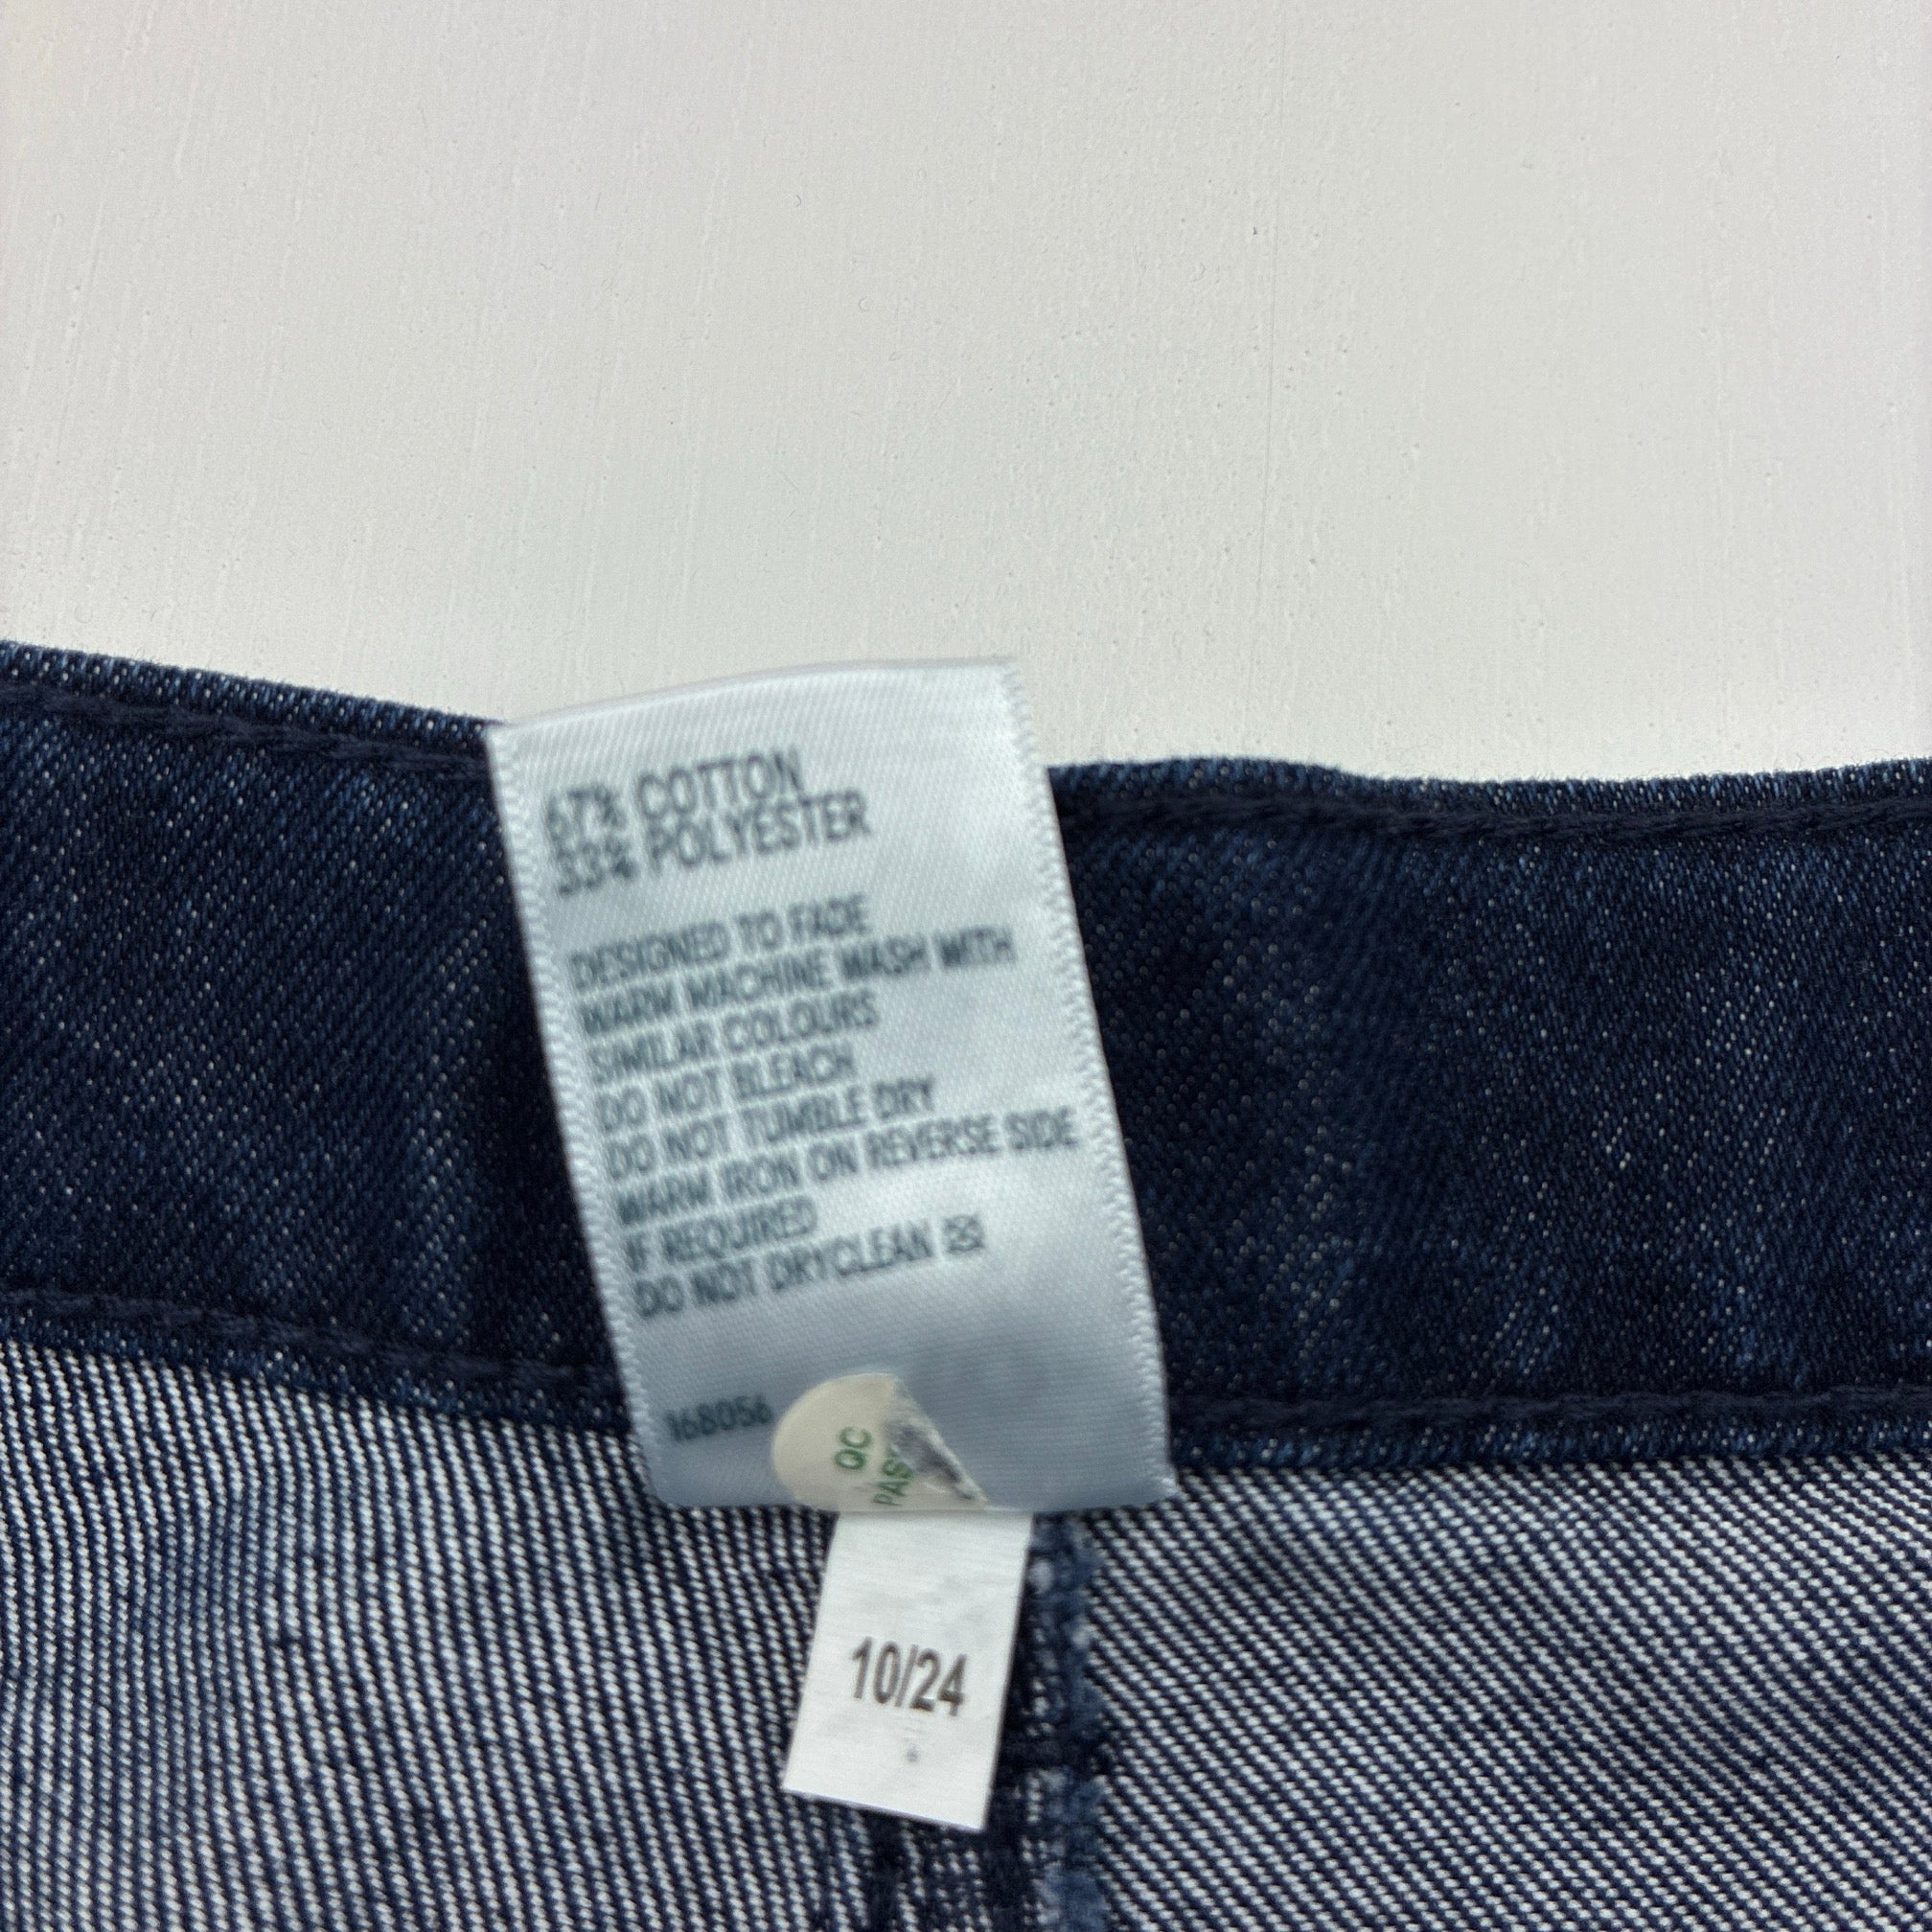 67% COTTON
33% POLYESTER
DESIGNED TO FADE
WARM MACHINE WASH WITH
SIMILAR COLOURS
DO NOT BLEACH
DO NOT TUMBLE DRY
WARM IRON ON REVERSE SIDE
IF REQUIRED
DO NOT DRYCLEAN
168056
QC
PASS
10/24